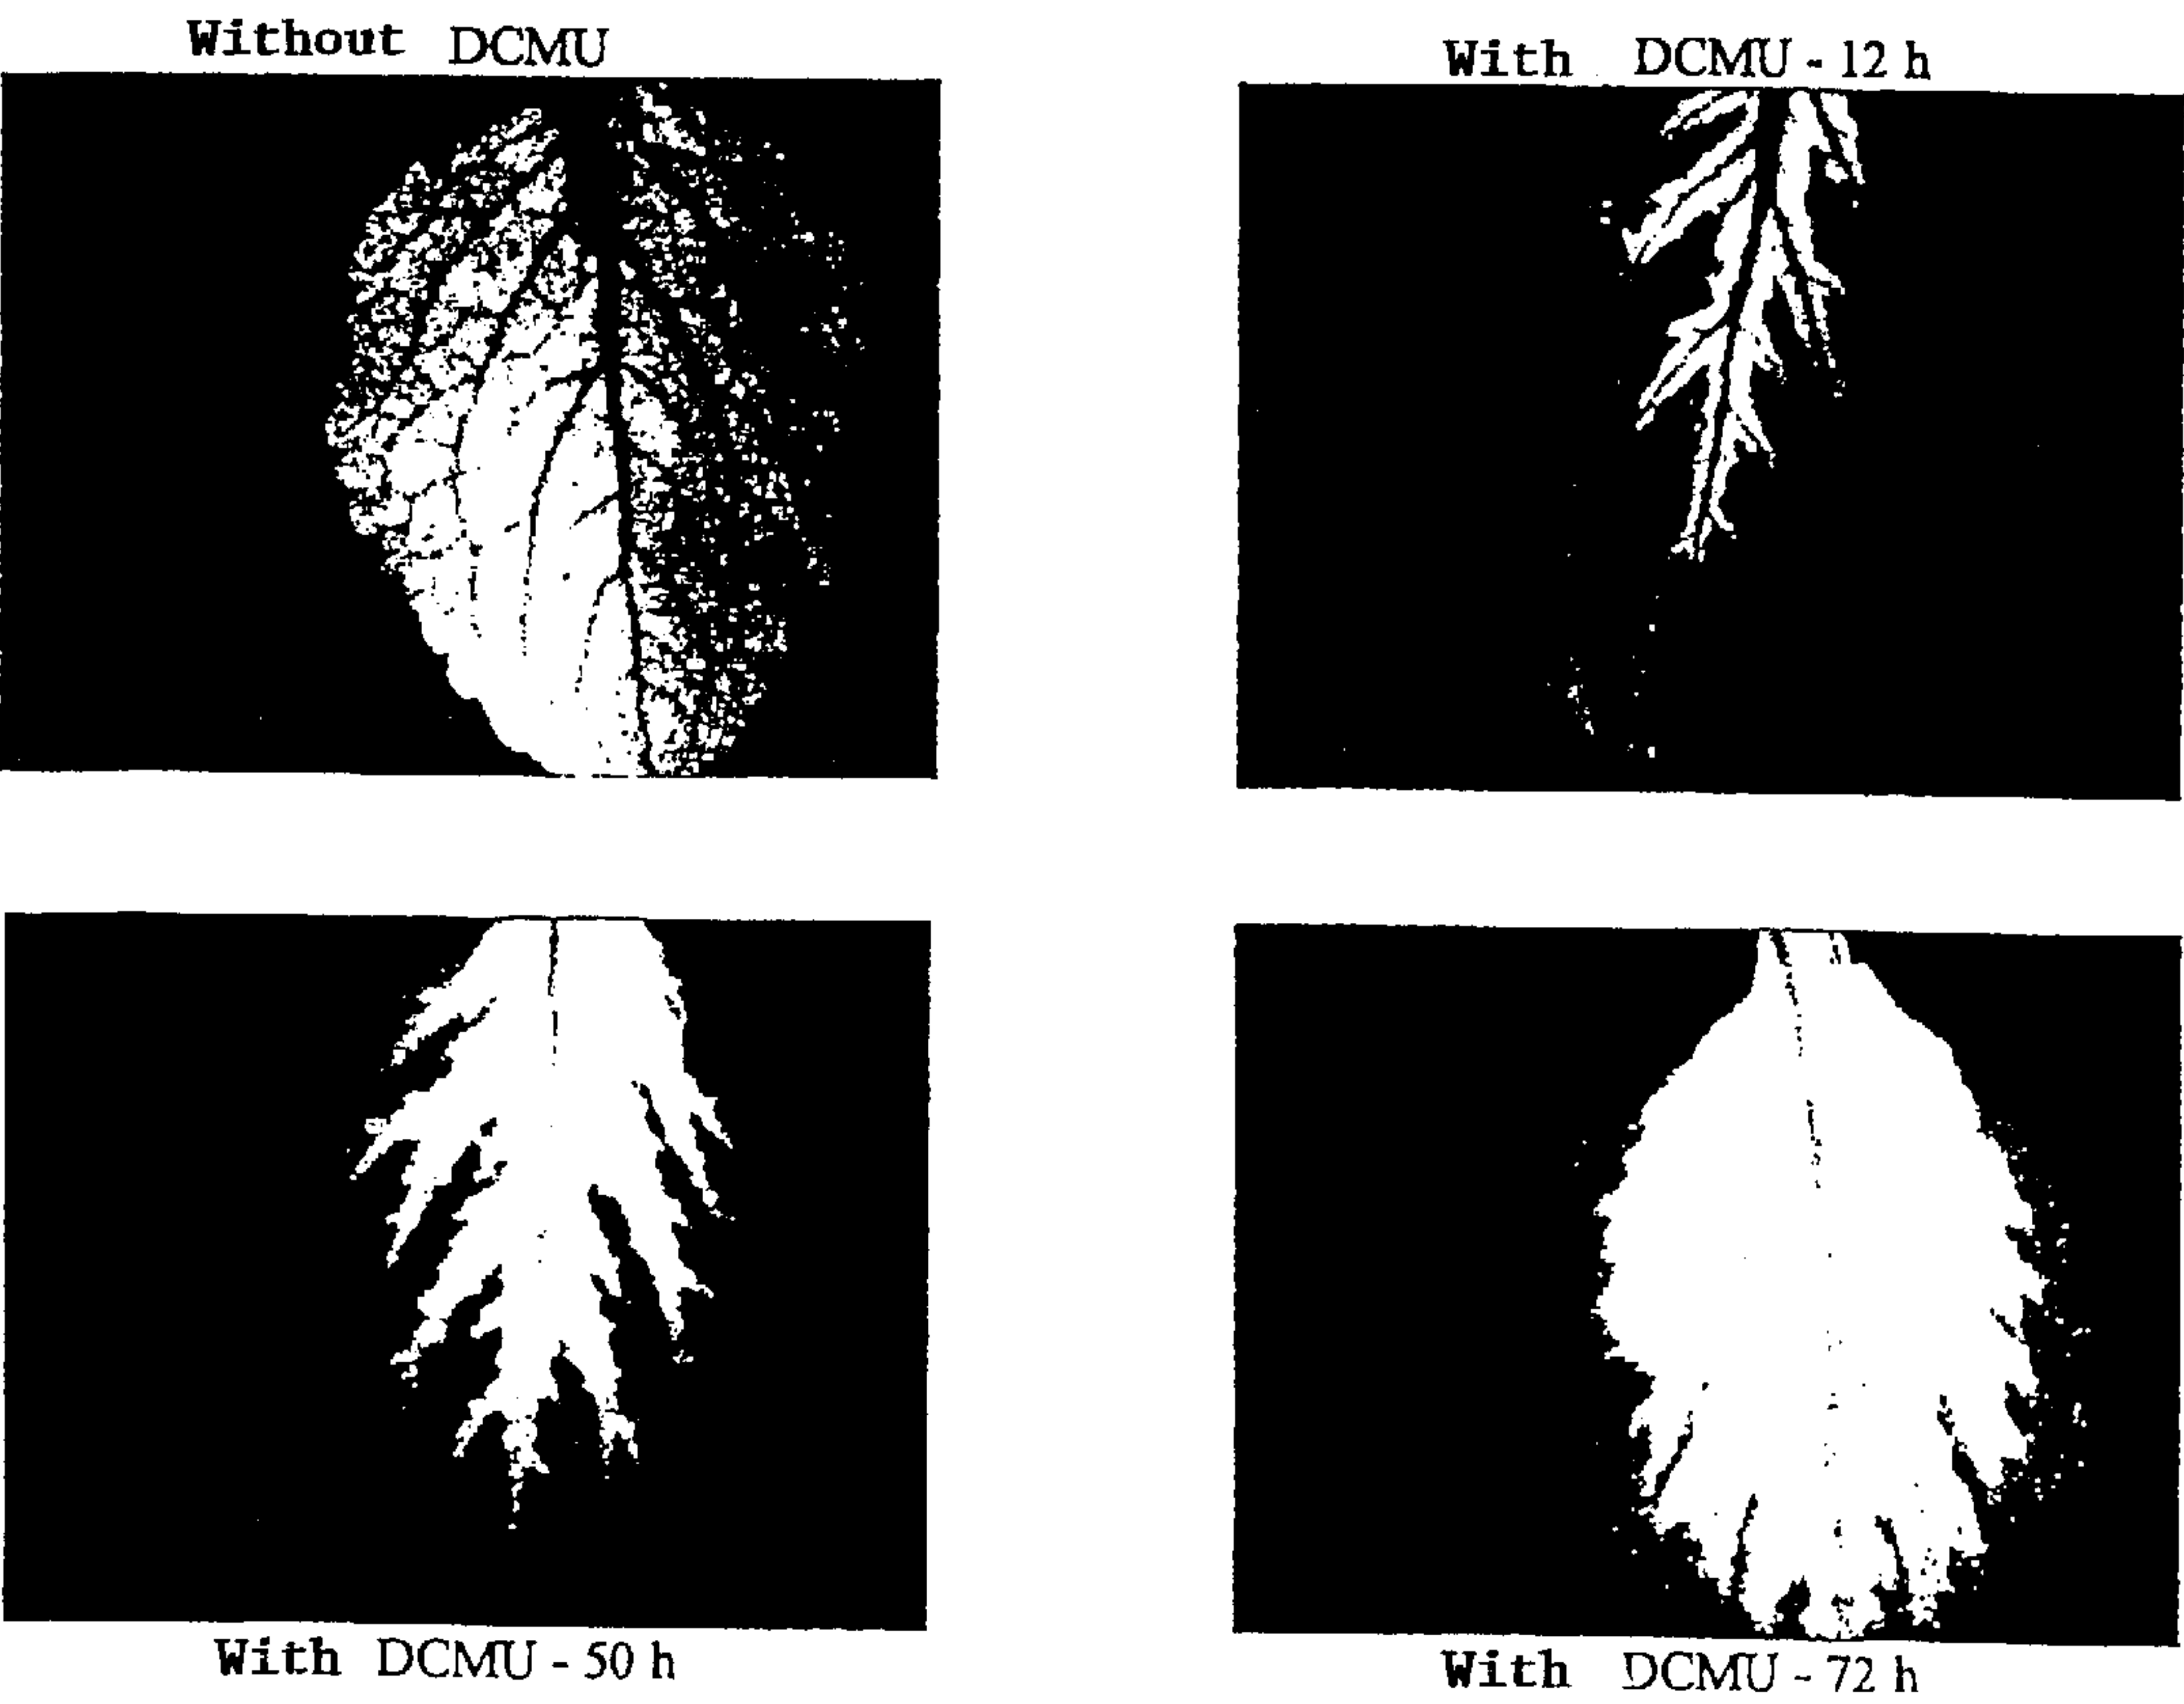 Without DCMU
With DCMU - 12 h
With DCMU - 50 h
With DCMU - 72 h